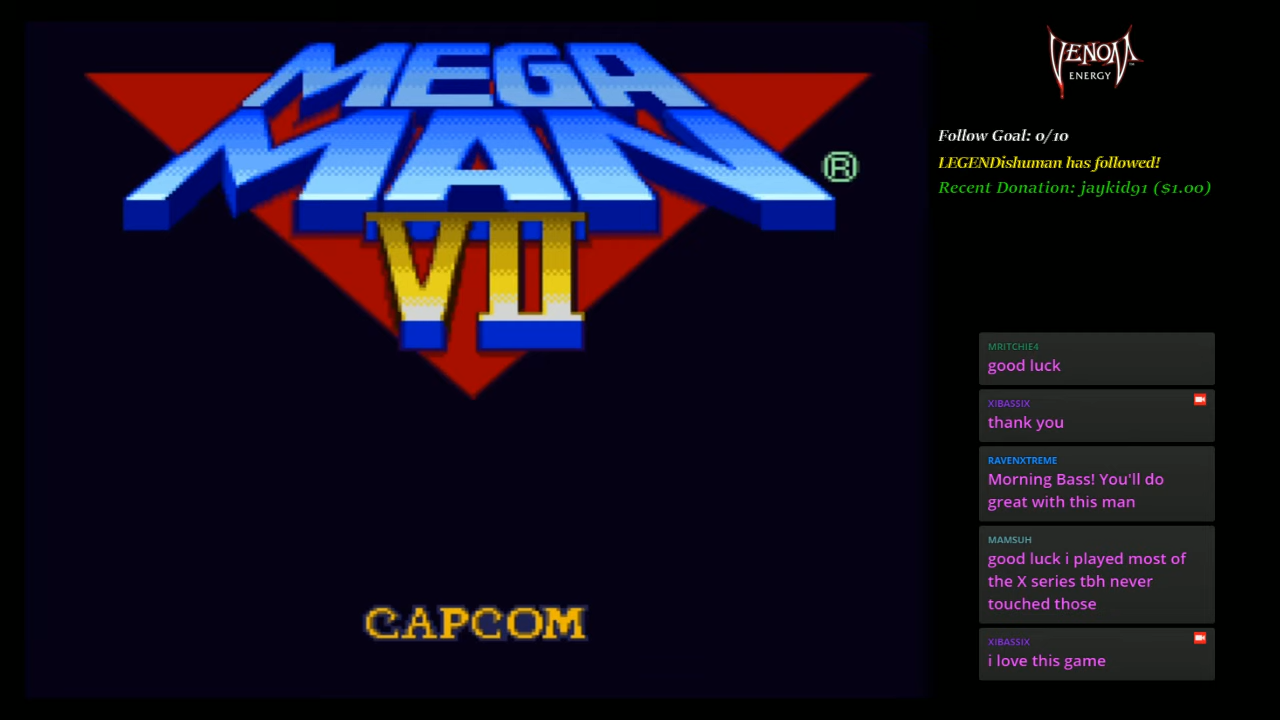 MEGA
MAN
®
VII
CAPCOM
VENOM
ENERGY
Follow Goal: 0/10
LEGENDishuman has followed!
Recent Donation: jaykid91 ($1.00)
MRITCHIE4
good luck
XIBASSIX
thank you
RAVENXTREME
Morning Bass! You'll do
great with this man
MAMSUH
good luck i played most of
the X series tbh never
touched those
XIBASSIX
i love this game